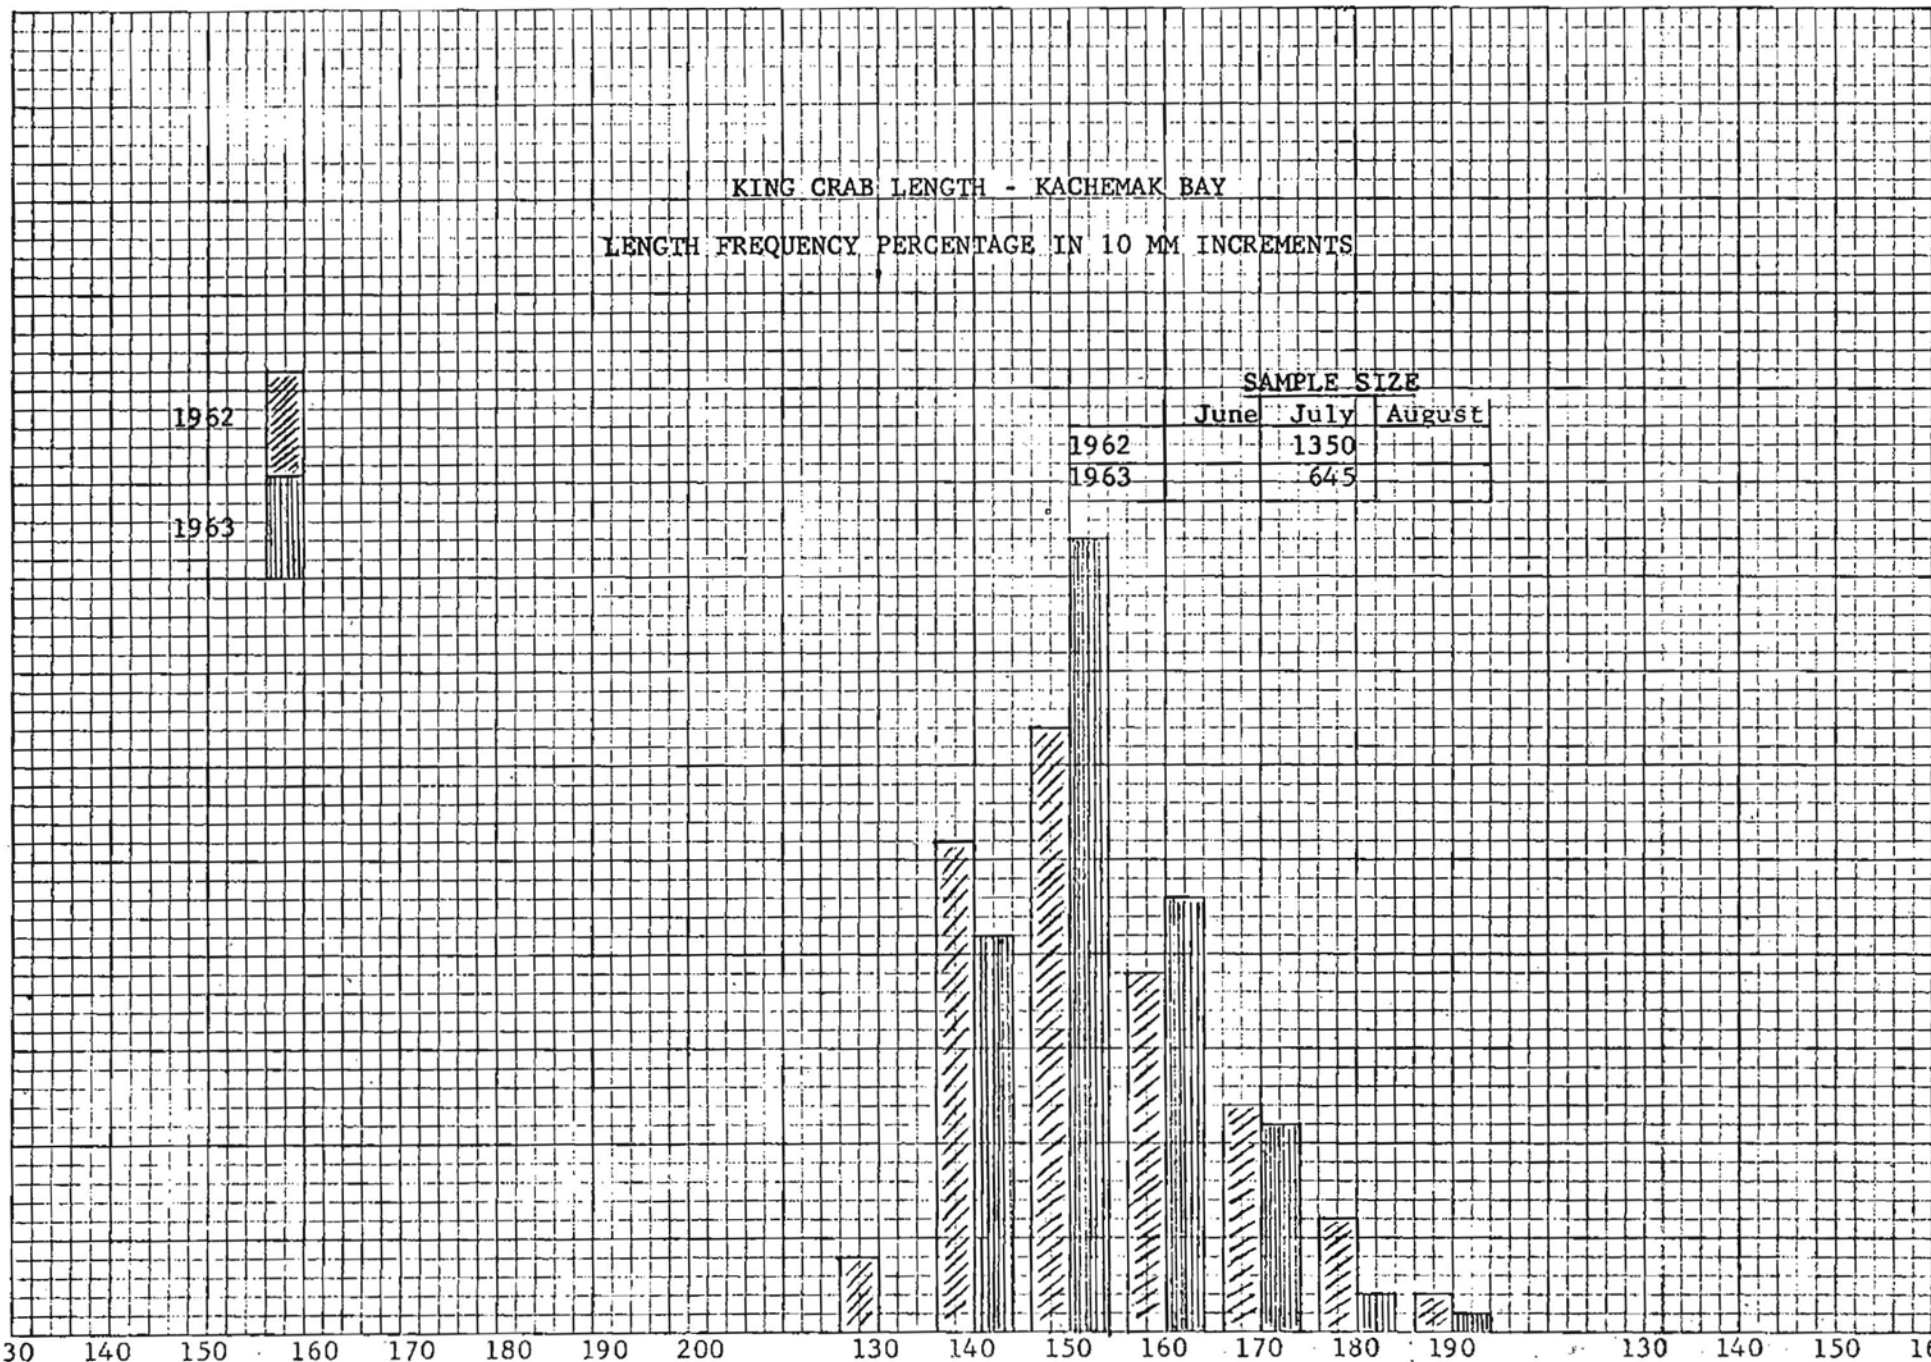 KING CRAB LENGTH - KACHEMAK BAY
LENGTH FREQUENCY PERCENTAGE IN 10 MM INCREMENTS
SAMPLE SIZE
June July August
1962 1350
1963 645
1962
1963
30 140 150 160 170 180 190 200 130 140 150 160 170 180 190 130 140 150